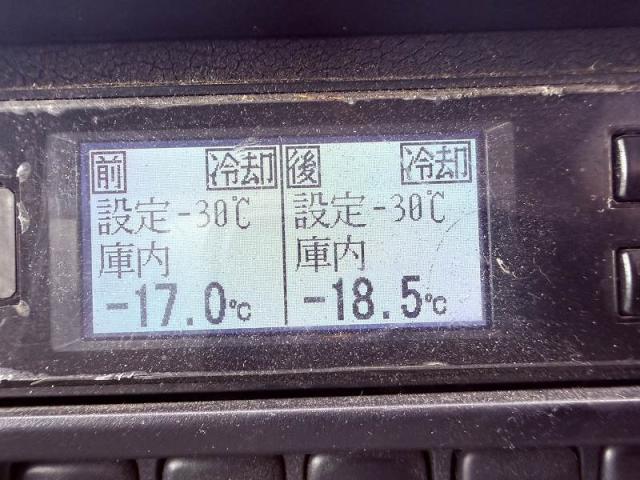 前 冷却 後 冷却
設定-30℃ 設定-30℃
庫内 庫内
-17.0℃ -18.5℃